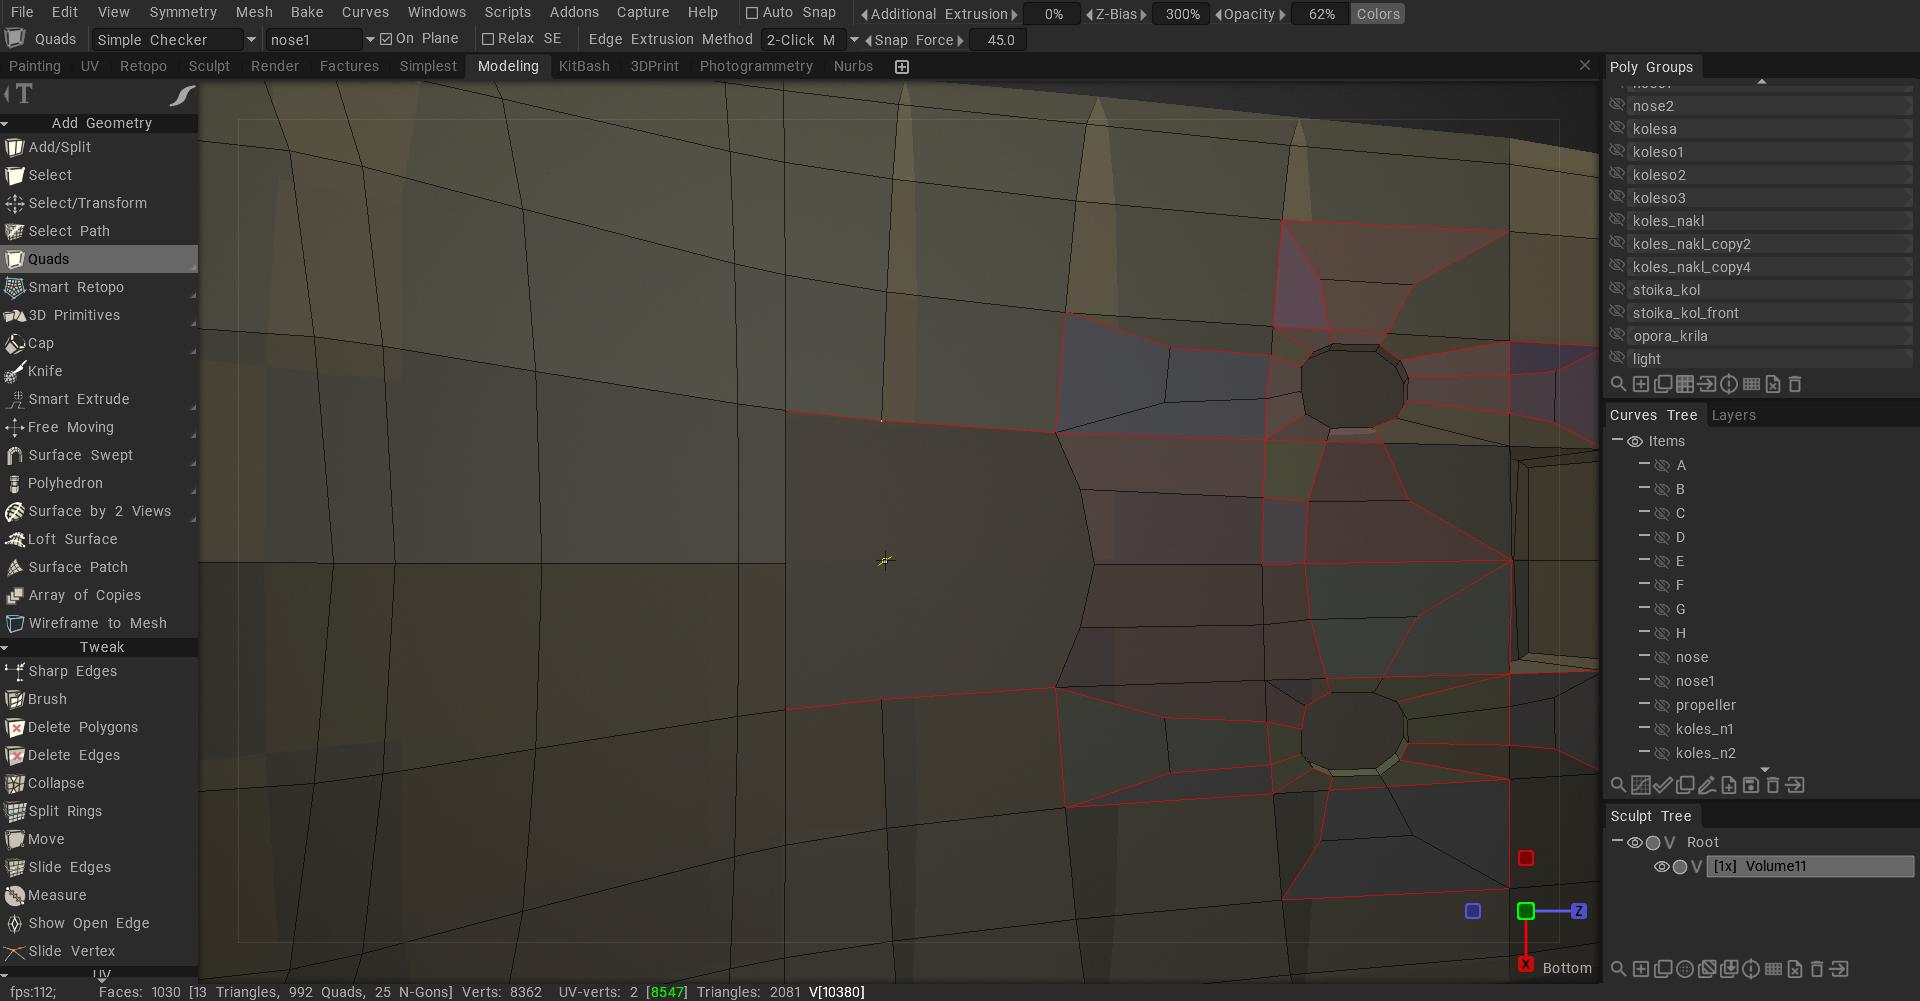 File Edit View Symmetry Mesh Bake Curves Windows Scripts Addons Capture Help Auto Snap Additional Extrusion 0% Z-Bias 300% Opacity 62% Colors
Quads Simple Checker nose1 On Plane Relax SE Edge Extrusion Method 2-Click M Snap Force 45.0
Painting UV Retopo Sculpt Render Factures Simplest Modeling KitBash 3DPrint Photogrammetry Nurbs
T
Add Geometry
Add/Split
Select
Select/Transform
Select Path
Quads
Smart Retopo
3D Primitives
Cap
Knife
Smart Extrude
Free Moving
Surface Swept
Polyhedron
Surface by 2 Views
Loft Surface
Surface Patch
Array of Copies
Wireframe to Mesh
Tweak
Sharp Edges
Brush
Delete Polygons
Delete Edges
Collapse
Split Rings
Move
Slide Edges
Measure
Show Open Edge
Slide Vertex
UV
Poly Groups
nose2
kolesa
koleso1
koleso2
koleso3
koles_nakl
koles_nakl_copy2
koles_nakl_copy4
stoika_kol
stoika_kol_front
opora_krila
light
Curves Tree Layers
Items
A
B
C
D
E
F
G
H
nose
nose1
propeller
koles_n1
koles_n2
Sculpt Tree
Root
V
V [1x] Volume11
Z
X
Bottom
fps:112; Faces: 1030 [13 Triangles, 992 Quads, 25 N-Gons] Verts: 8362 UV-verts: 2 [8547] Triangles: 2081 V[10380]